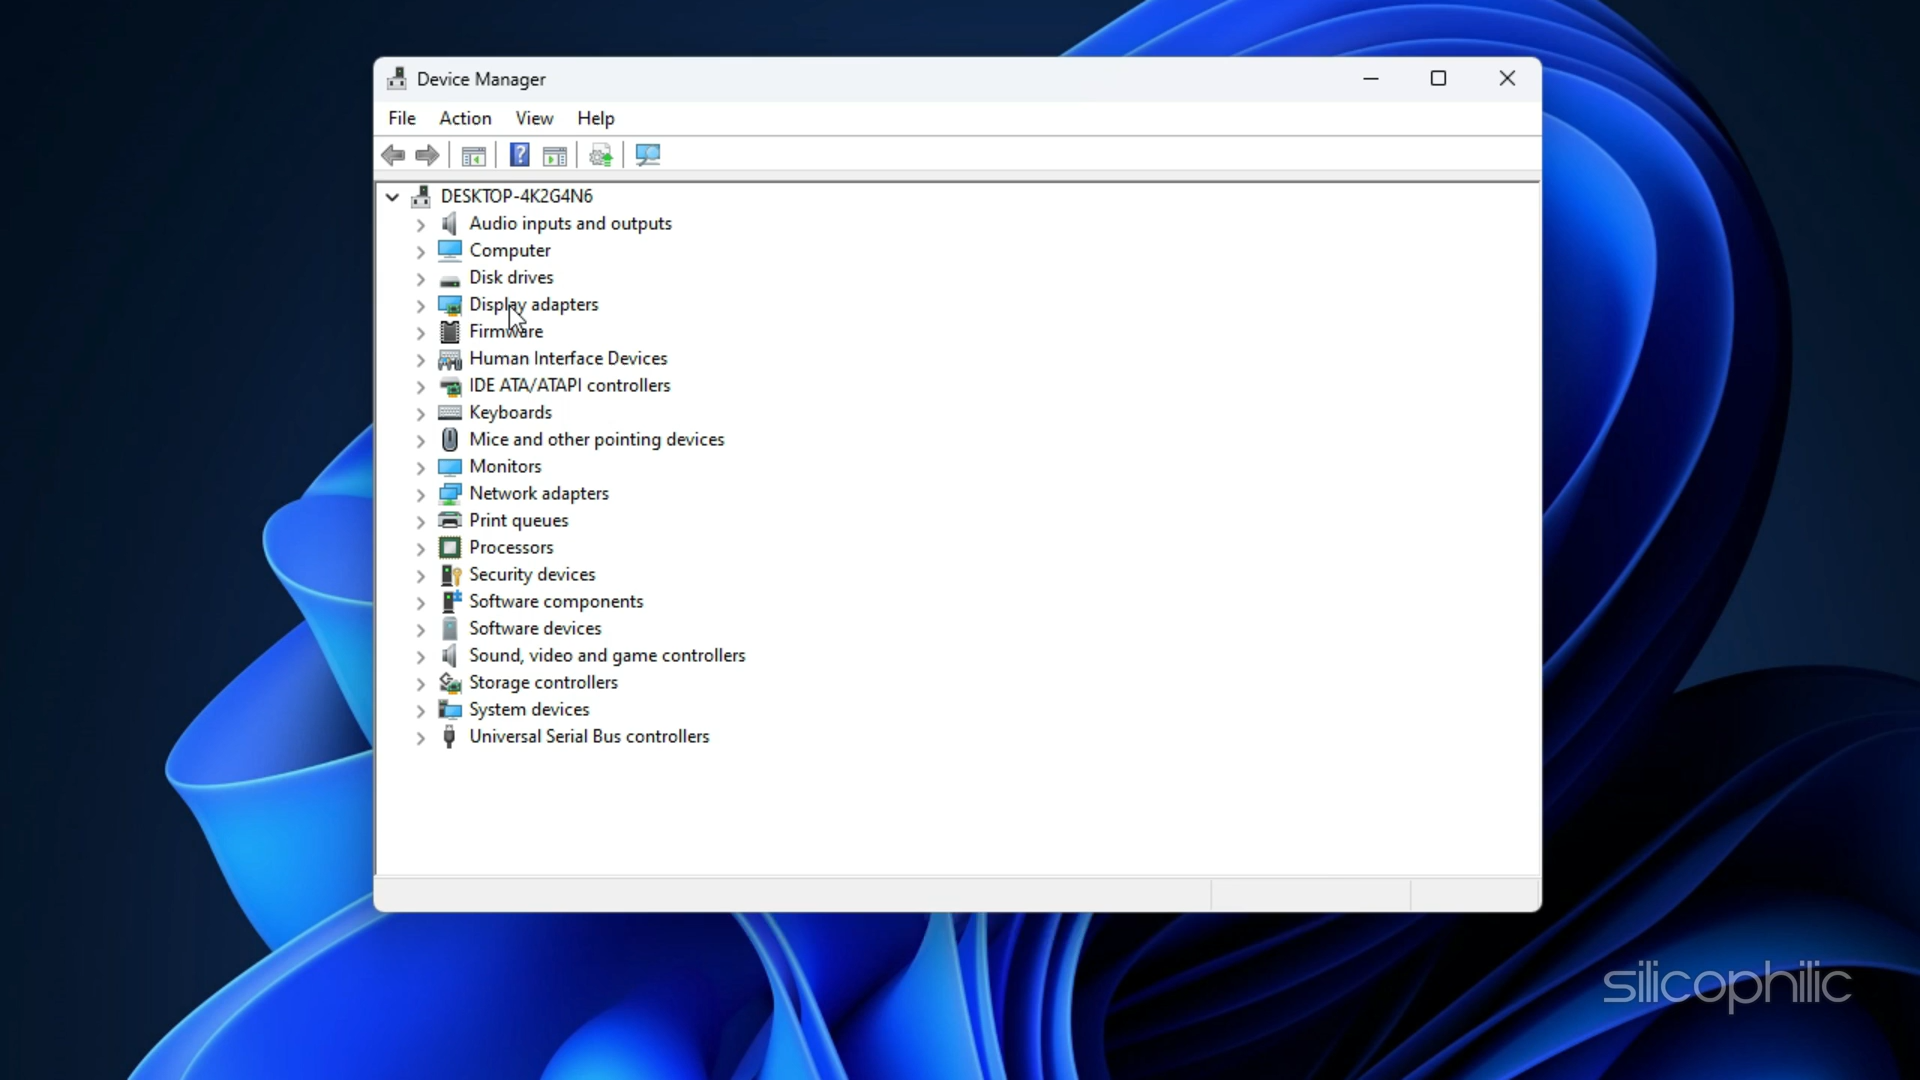 Device Manager
File Action View Help
DESKTOP-4K2G4N6
Audio inputs and outputs
Computer
Disk drives
Display adapters
Firmware
Human Interface Devices
IDE ATA/ATAPI controllers
Keyboards
Mice and other pointing devices
Monitors
Network adapters
Print queues
Processors
Security devices
Software components
Software devices
Sound, video and game controllers
Storage controllers
System devices
Universal Serial Bus controllers
silicophilic